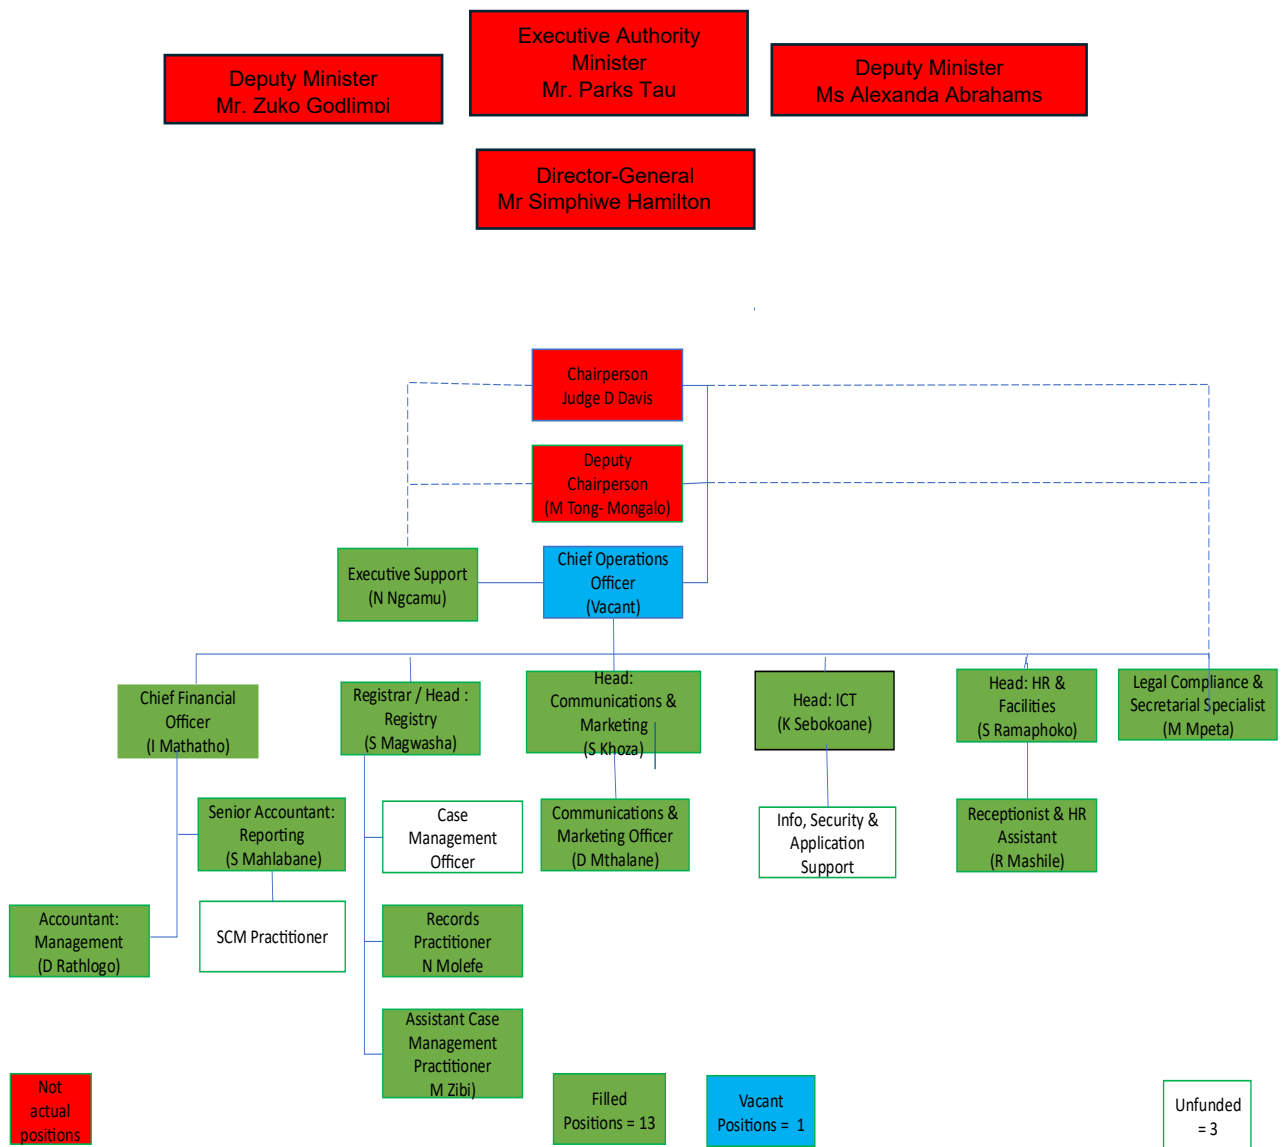 Executive Authority
Minister
Mr. Parks Tau
Deputy Minister
Mr. Zuko Godlimpi
Deputy Minister
Ms Alexanda Abrahams
Director-General
Mr Simphiwe Hamilton
Chairperson
Judge D Davis
Deputy
Chairperson
(M Tong- Mongalo)
Executive Support
(N Ngcamu)
Chief Operations
Officer
(Vacant)
Chief Financial
Officer
(I Mathatho)
Registrar / Head :
Registry
(S Magwasha)
Head:
Communications &
Marketing
(S Khoza)
Head: ICT
(K Sebokoane)
Head: HR &
Facilities
(S Ramaphoko)
Legal Compliance &
Secretarial Specialist
(M Mpeta)
Senior Accountant:
Reporting
(S Mahlabane)
Case
Management
Officer
Communications &
Marketing Officer
(D Mthalane)
Info, Security &
Application
Support
Receptionist & HR
Assistant
(R Mashile)
Accountant:
Management
(D Rathlogo)
SCM Practitioner
Records
Practitioner
N Molefe
Assistant Case
Management
Practitioner
M Zibi)
Not
actual
positions
Filled
Positions = 13
Vacant
Positions = 1
Unfunded
= 3